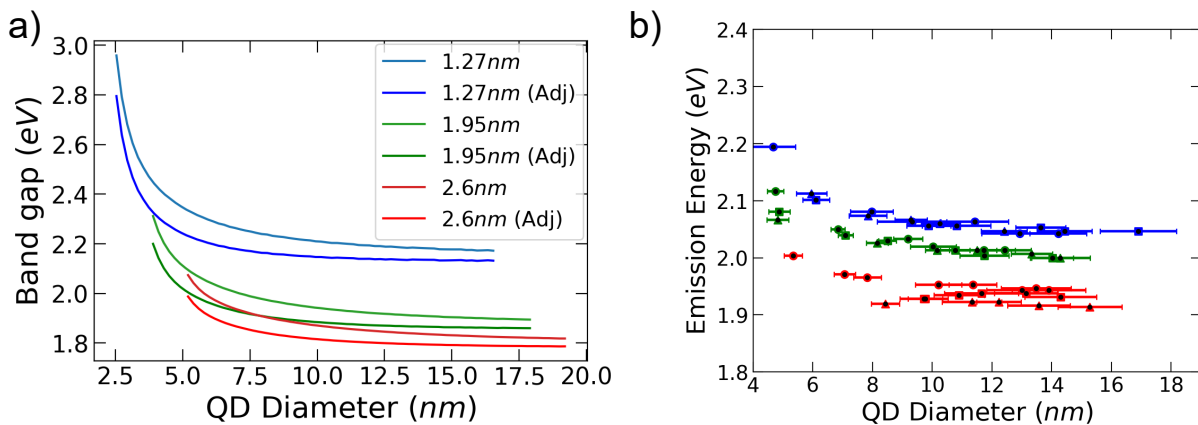 a)
Band gap (eV)
3.0
2.8
2.6
2.4
2.2
2.0
1.8
1.27nm
1.27nm (Adj)
1.95nm
1.95nm (Adj)
2.6nm
2.6nm (Adj)
2.5 5.0 7.5 10.0 12.5 15.0 17.5 20.0
QD Diameter (nm)
b)
Emission Energy (eV)
2.4
2.3
2.2
2.1
2.0
1.9
1.8
4 6 8 10 12 14 16 18
QD Diameter (nm)